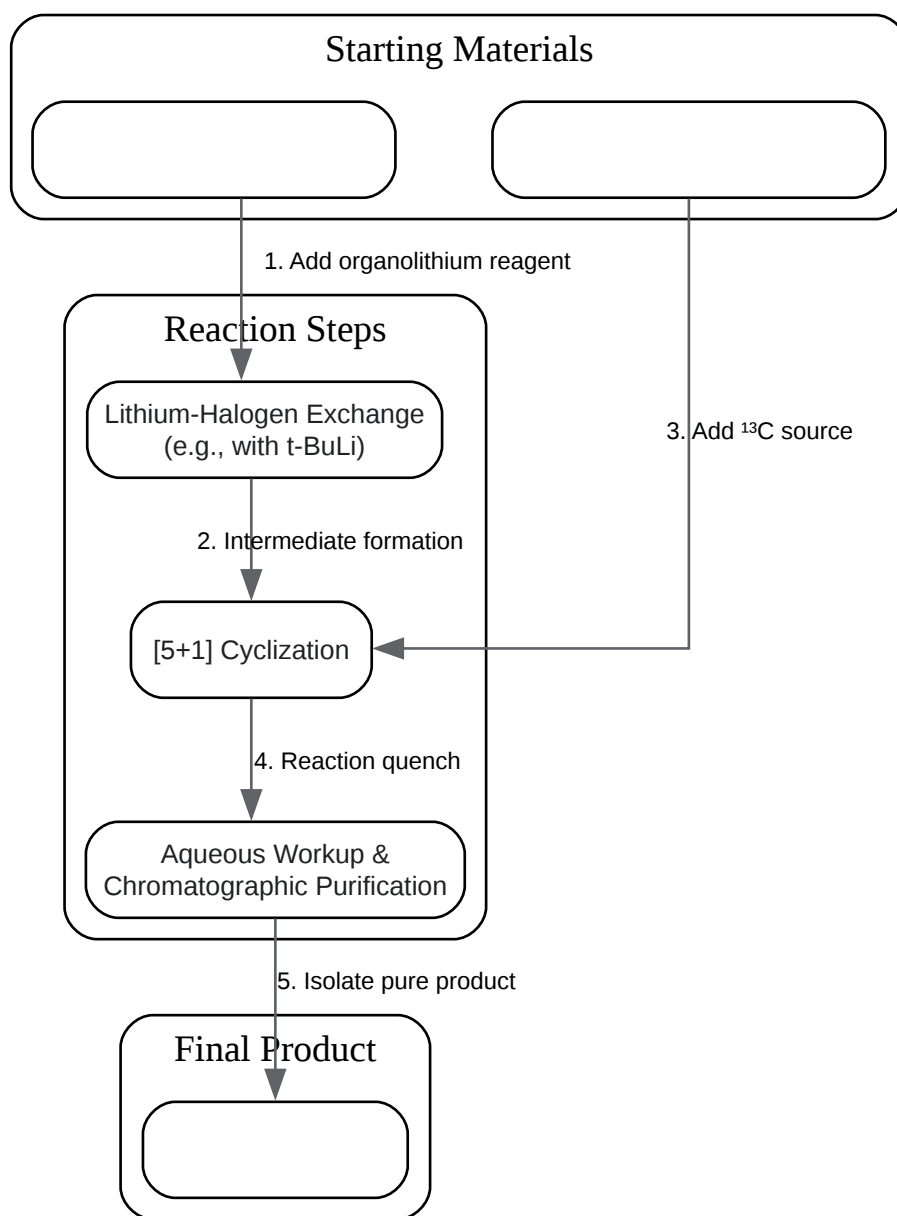 Starting Materials
1. Add organolithium reagent
Reaction Steps
Lithium-Halogen Exchange
(e.g., with t-BuLi)
3. Add ¹³C source
2. Intermediate formation
[5+1] Cyclization
4. Reaction quench
Aqueous Workup &
Chromatographic Purification
5. Isolate pure product
Final Product